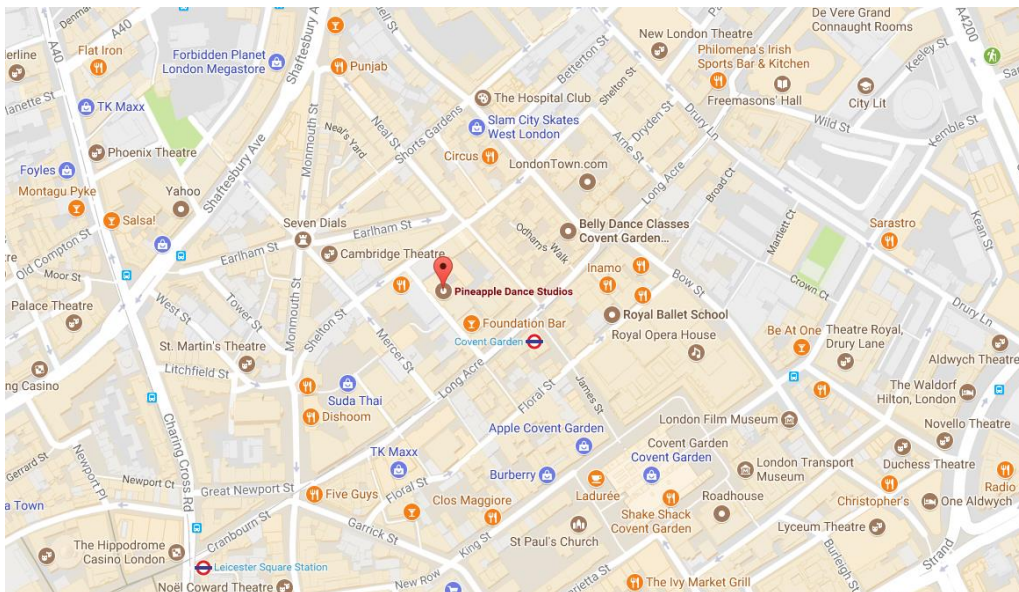 Denma
A40
A40
erline
Flat Iron
Forbidden Planet
London Megastore
Shaftesbury Ave
Punjab
TK Maxx
Phoenix Theatre
Foyles
Montagu Pyke
Yahoo
Salsa!
Shaftesbury Ave
Monmouth St
Neal's Yard
Neal St
Shorts Gardens
Betterton St
Shelton St
The Hospital Club
Slam City Skates
West London
Circus
LondonTown.com
Arne St
Dryden St
Long Acre
Drury Ln
New London Theatre
Philomena's Irish
Sports Bar & Kitchen
De Vere Grand
Connaught Rooms
Freemasons' Hall
City Lit
Keeley St
A4200
Wild St
Kemble St
Kean St
Broad Ct
Martlett Ct
Crown Ct
Sarastro
Drury Ln
Old Compton St
Moor St
Palace Theatre
West St
Tower St
Earlham St
Seven Dials
Earlham St
Cambridge Theatre
Odham's Walk
Belly Dance Classes
Covent Garden...
Inamo
Bow St
Pineapple Dance Studios
Foundation Bar
Covent Garden
Royal Ballet School
Royal Opera House
Be At One
Theatre Royal,
Drury Lane
Aldwych Theatre
ng Casino
St. Martin's Theatre
Litchfield St
Monmouth St
Shelton St
Mercer St
Long Acre
Floral St
James St
Suda Thai
Dishoom
Charing Cross Rd
Gerrard St
Newport Pl
Newport Ct
Great Newport St
TK Maxx
Floral St
Apple Covent Garden
Burberry
London Film Museum
Covent Garden
Covent Garden
London Transport
Museum
The Waldorf
Hilton, London
Novello Theatre
Duchess Theatre
Radio
a Town
Five Guys
Clos Maggiore
Garrick St
Ladurée
Shake Shack
Covent Garden
Roadhouse
Christopher's
One Aldwych
Lyceum Theatre
The Hippodrome
Casino London
Cranbourn St
Leicester Square Station
Noël Coward Theatre
King St
New Row
St Paul's Church
The Ivy Market Grill
Burleigh St
Strand